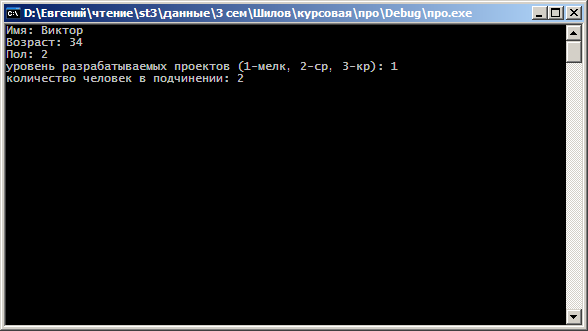 D:\Евгений\чтение\st3\данные\3 сем\Шилов\курсовая\про\Debug\про.exe
Имя: Виктор
Возраст: 34
Пол: 2
уровень разрабатываемых проектов (1-мелк, 2-ср, 3-кр): 1
количество человек в подчинении: 2